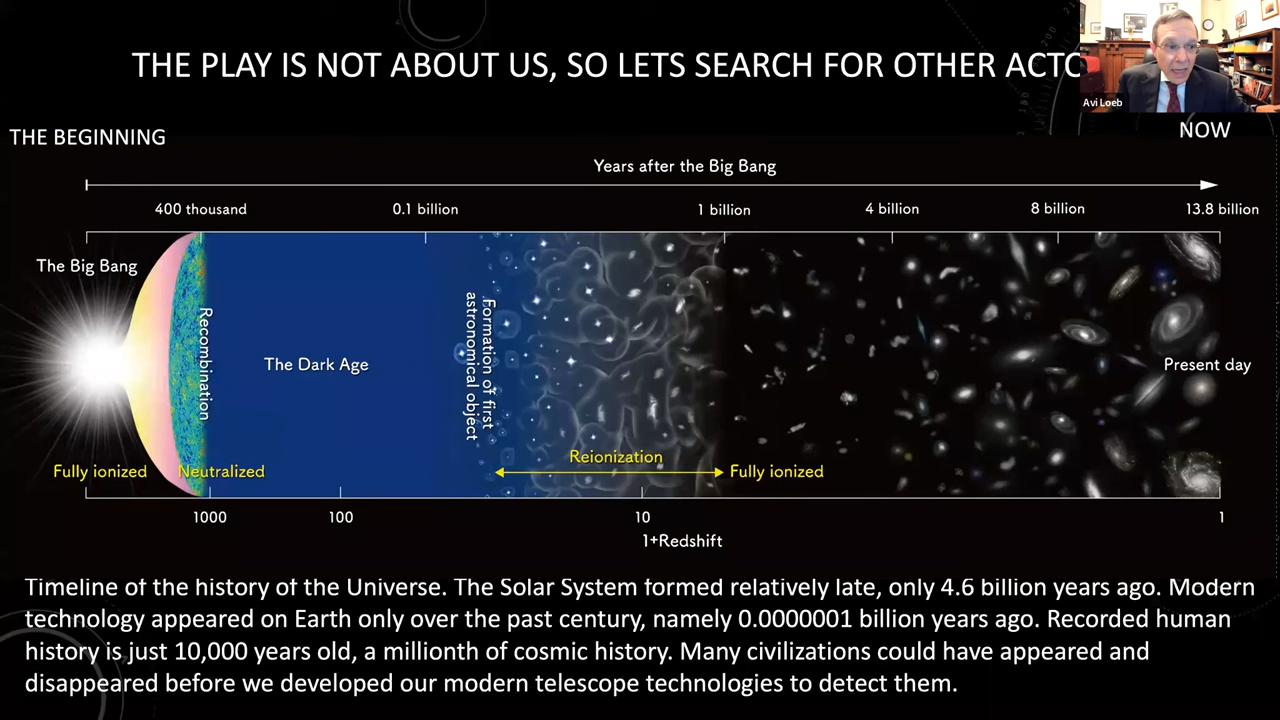 THE PLAY IS NOT ABOUT US, SO LETS SEARCH FOR OTHER ACTO
Avi Loeb
THE BEGINNING
NOW
Years after the Big Bang
400 thousand
0.1 billion
1 billion
4 billion
8 billion
13.8 billion
The Big Bang
Recombination
The Dark Age
Formation of first
astronomical object
Present day
Fully ionized
Neutralized
Reionization
Fully ionized
1000
100
10
1
1+Redshift
Timeline of the history of the Universe. The Solar System formed relatively late, only 4.6 billion years ago. Modern
technology appeared on Earth only over the past century, namely 0.0000001 billion years ago. Recorded human
history is just 10,000 years old, a millionth of cosmic history. Many civilizations could have appeared and
disappeared before we developed our modern telescope technologies to detect them.